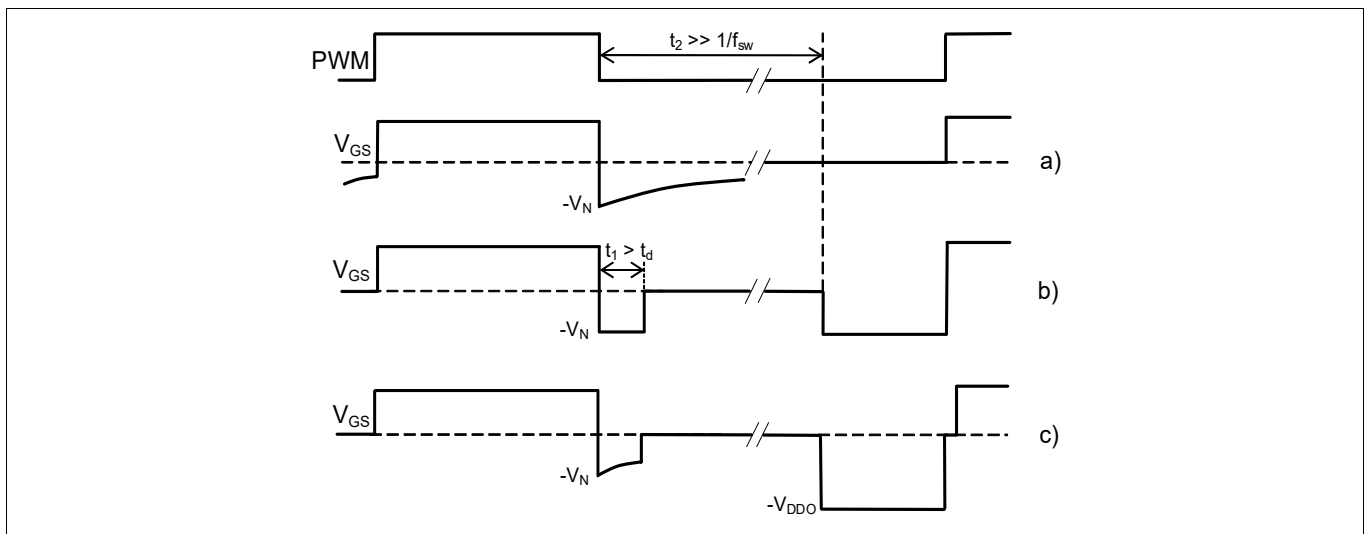 PWM
t₂ >> 1/fsw
VGS
-VN
a)
VGS
t₁ > td
-VN
b)
VGS
-VN
-VDDO
c)